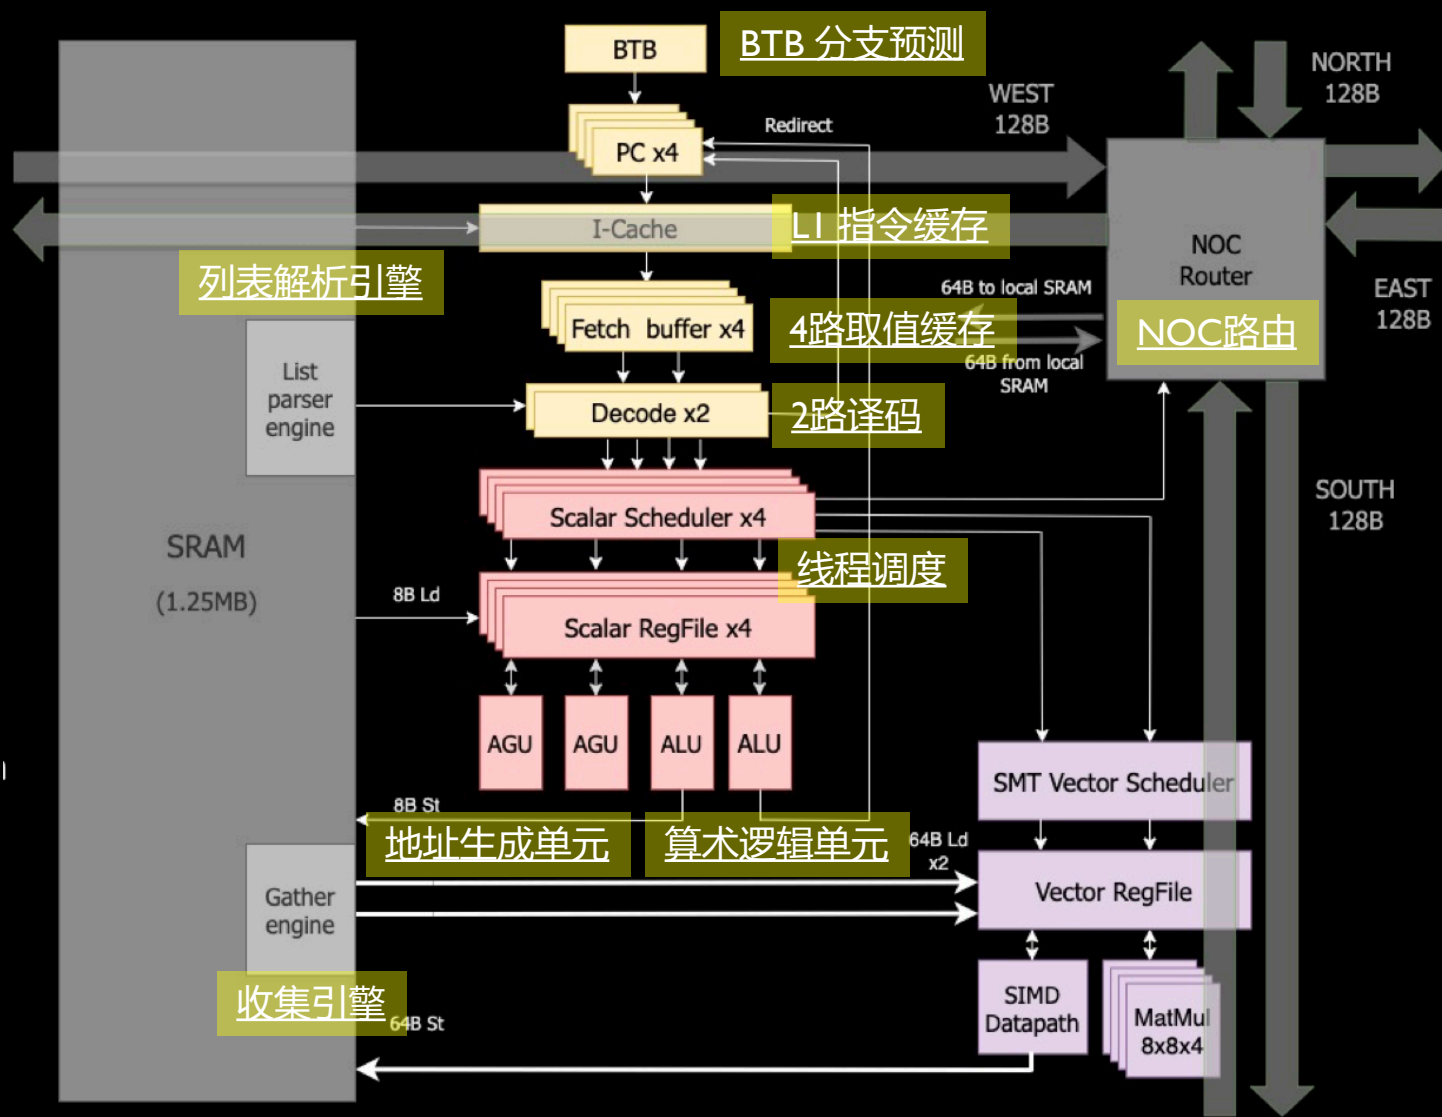 BTB
BTB 分支预测
NORTH
128B
WEST
128B
Redirect
PC x4
I-Cache
L1 指令缓存
NOC
Router
列表解析引擎
64B to local SRAM
EAST
128B
Fetch buffer x4
4路取值缓存
NOC路由
64B from local
SRAM
List
parser
engine
Decode x2
2路译码
SOUTH
128B
Scalar Scheduler x4
SRAM
(1.25MB)
线程调度
8B Ld
Scalar RegFile x4
AGU
AGU
ALU
ALU
SMT Vector Scheduler
8B St
地址生成单元
算术逻辑单元
64B Ld
x2
Vector RegFile
Gather
engine
收集引擎
64B St
SIMD
Datapath
MatMul
8x8x4